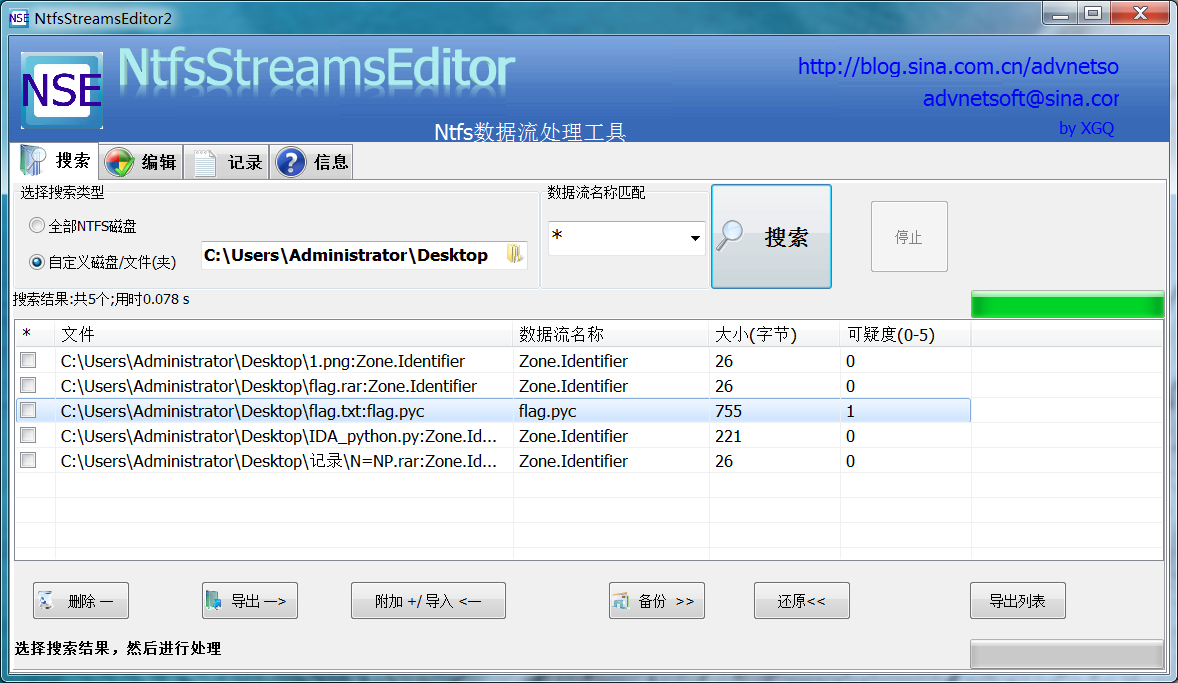 NSE NtfsStreamsEditor2
NSE NtfsStreamsEditor
http://blog.sina.com.cn/advnetso
advnetsoft@sina.cor
Ntfs数据流处理工具
by XGQ
搜索 编辑 记录 信息
选择搜索类型 数据流名称匹配
全部NTFS磁盘
* 搜索 停止
自定义磁盘/文件(夹) C:\Users\Administrator\Desktop
搜索结果:共5个;用时0.078 s
* 文件 数据流名称 大小(字节) 可疑度(0-5)
C:\Users\Administrator\Desktop\1.png:Zone.Identifier Zone.Identifier 26 0
C:\Users\Administrator\Desktop\flag.rar:Zone.Identifier Zone.Identifier 26 0
C:\Users\Administrator\Desktop\flag.txt:flag.pyc flag.pyc 755 1
C:\Users\Administrator\Desktop\IDA_python.py:Zone.Id... Zone.Identifier 221 0
C:\Users\Administrator\Desktop\记录\N=NP.rar:Zone.Id... Zone.Identifier 26 0
删除 — 导出 —> 附加 +/ 导入 <— 备份 >> 还原<< 导出列表
选择搜索结果，然后进行处理